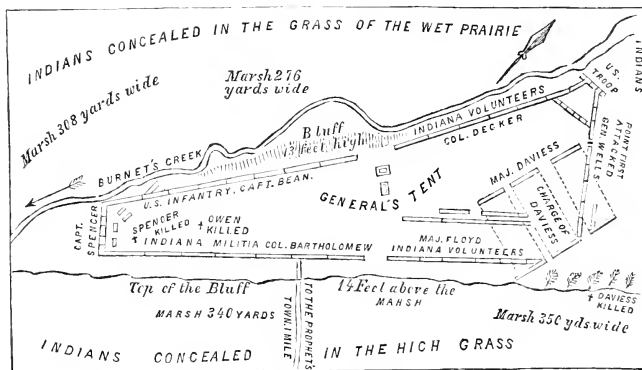 INDIANS CONCEALED IN THE GRASS OF THE WET PRAIRIE
INDIANS
Marsh 308 yards wide
Marsh 276
yards wide
U.S.
TROOP
INDIANA VOLUNTEERS
COL. DECKER
POINT FIRST
ATTACKED
GEN. WELLS
Bluff
feet high
BURNET'S CREEK
U.S. INFANTRY, CAPT. BEAN.
GENERAL'S TENT
MAJ. DAVIESS
CHARGE OF
DAVIESS
CAPT.
SPENCER
SPENCER
KILLED
OWEN
KILLED
INDIANA MILITIA COL. BARTHOLOMEW
MAJ. FLOYD
INDIANA VOLUNTEERS
DAVIESS
KILLED
Top of the Bluff
14 Feet above the
MARSH
MARSH 340 YARDS
TO THE PROPHETS
TOWN, 1 MILE
Marsh 350 yds. wide
INDIANS CONCEALED IN THE HIGH GRASS